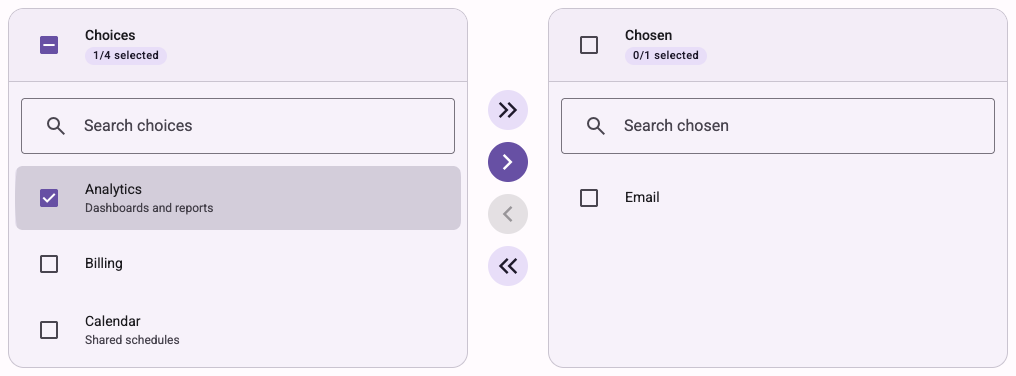 Choices
1/4 selected
Search choices
Analytics
Dashboards and reports
Billing
Calendar
Shared schedules
Chosen
0/1 selected
Search chosen
Email